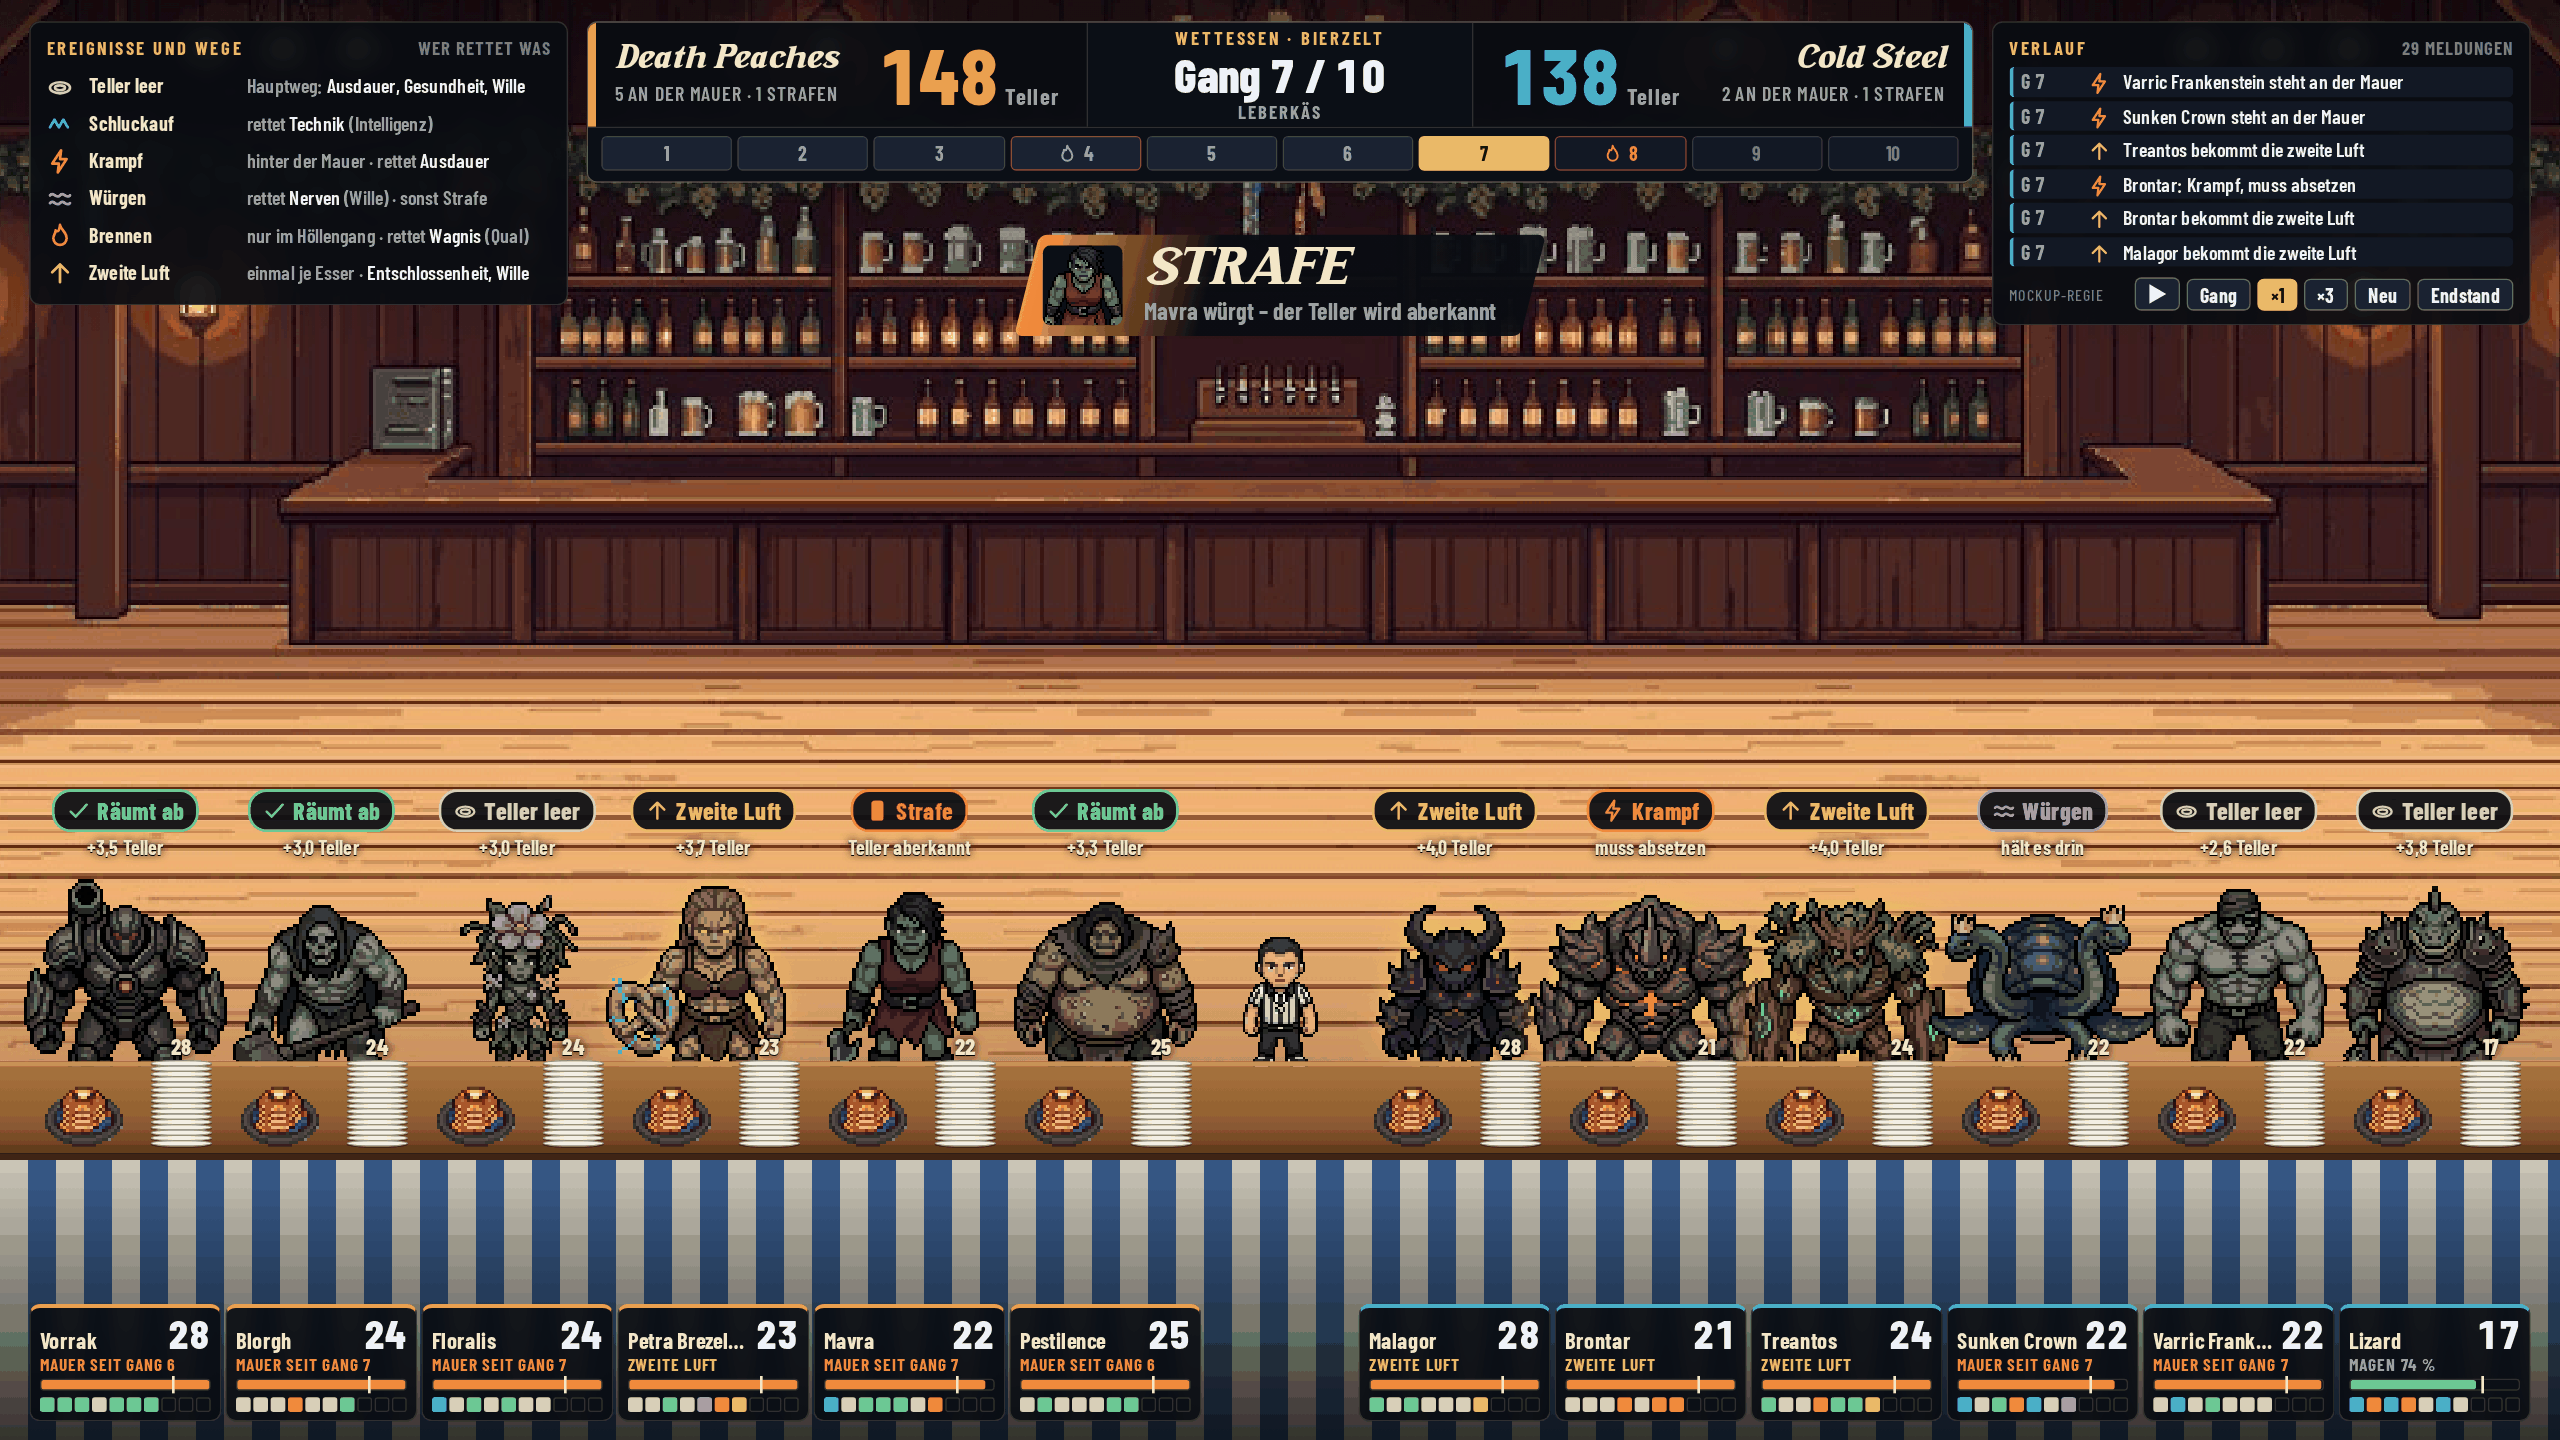 EREIGNISSE UND WEGE
WER RETTET WAS
Teller leer
Hauptweg: Ausdauer, Gesundheit, Wille
Schluckauf
rettet Technik (Intelligenz)
Krampf
hinter der Mauer · rettet Ausdauer
Würgen
rettet Nerven (Wille) · sonst Strafe
Brennen
nur im Höllengang · rettet Wagnis (Qual)
Zweite Luft
einmal je Esser · Entschlossenheit, Wille
Death Peaches
5 AN DER MAUER · 1 STRAFEN
148 Teller
WETTESSEN · BIERZELT
Gang 7 / 10
LEBERKÄS
138 Teller
Cold Steel
2 AN DER MAUER · 1 STRAFEN
1 2 3 4 5 6 7 8 9 10
VERLAUF
29 MELDUNGEN
G 7 Varric Frankenstein steht an der Mauer
G 7 Sunken Crown steht an der Mauer
G 7 Treantos bekommt die zweite Luft
G 7 Brontar: Krampf, muss absetzen
G 7 Brontar bekommt die zweite Luft
G 7 Malagor bekommt die zweite Luft
MOCKUP-REGIE
Gang ×1 ×3 Neu Endstand
STRAFE
Mavra würgt – der Teller wird aberkannt
Räumt ab
+3,5 Teller
Räumt ab
+3,0 Teller
Teller leer
+3,0 Teller
Zweite Luft
+3,7 Teller
Strafe
Teller aberkannt
Räumt ab
+3,3 Teller
Zweite Luft
+4,0 Teller
Krampf
muss absetzen
Zweite Luft
+4,0 Teller
Würgen
hält es drin
Teller leer
+2,6 Teller
Teller leer
+3,8 Teller
28 24 24 23 22 25 28 21 24 22 22 17
Vorrak 28
MAUER SEIT GANG 6
Blorgh 24
MAUER SEIT GANG 7
Floralis 24
MAUER SEIT GANG 7
Petra Brezel... 23
ZWEITE LUFT
Mavra 22
MAUER SEIT GANG 7
Pestilence 25
MAUER SEIT GANG 6
Malagor 28
ZWEITE LUFT
Brontar 21
ZWEITE LUFT
Treantos 24
ZWEITE LUFT
Sunken Crown 22
MAUER SEIT GANG 7
Varric Frank... 22
MAUER SEIT GANG 7
Lizard 17
MAGEN 74 %